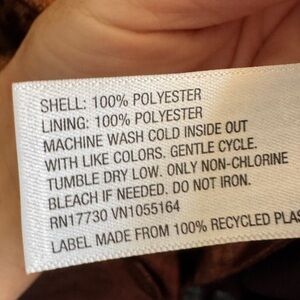 SHELL: 100% POLYESTER
LINING: 100% POLYESTER
MACHINE WASH COLD INSIDE OUT
WITH LIKE COLORS. GENTLE CYCLE.
TUMBLE DRY LOW. ONLY NON-CHLORINE
BLEACH IF NEEDED. DO NOT IRON.
RN17730 VN1055164
LABEL MADE FROM 100% RECYCLED PLAS